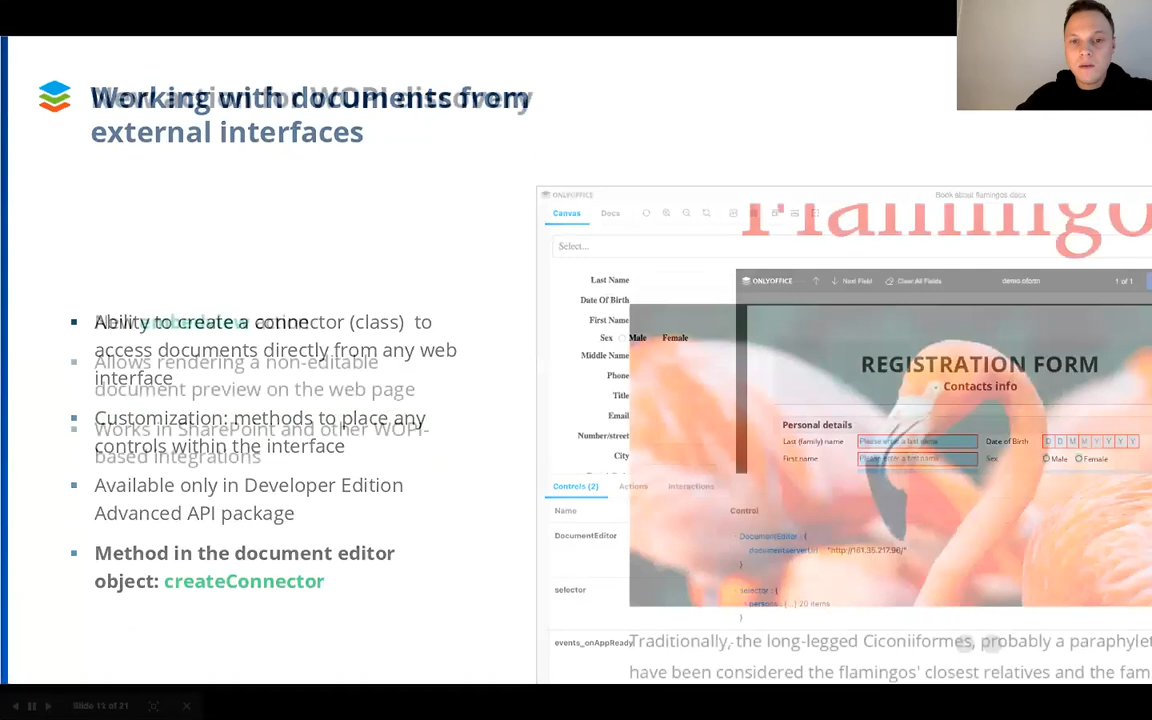 Working with documents from
New action for WOPI discovery
external interfaces
Ability to create a connector (class) to
access documents directly from any web
interface
action
Allows rendering a non-editable
document preview on the web page
Customization: methods to place any
controls within the interface
Works in SharePoint and other WOPI-
based integrations
Available only in Developer Edition
Advanced API package
Method in the document editor
object: createConnector
ONLYOFFICE
Book about flamingos.docx
Canvas Docs
Flamingo
Select...
ONLYOFFICE Next Field Clear All Fields demo.oform 1 of 1
Last Name
Date Of Birth
First Name
Sex Male Female
Middle Name
Phone
Title
Email
Number/street
City
REGISTRATION FORM
Contacts info
Personal details
Last (family) name Please enter a last name Date of Birth D D M M Y Y Y Y
First name Please enter a first name Sex Male Female
Controls (2) Actions Interactions
Name Control
DocumentEditor DocumentEditor : {
documentserverUrl : "http://161.35.217.96/"
}
selector selector : {
persons : [...] 20 items
}
events_onAppReady
Traditionally, the long-legged Ciconiiformes, probably a paraphylet
have been considered the flamingos' closest relatives and the fam
Slide 11 of 21